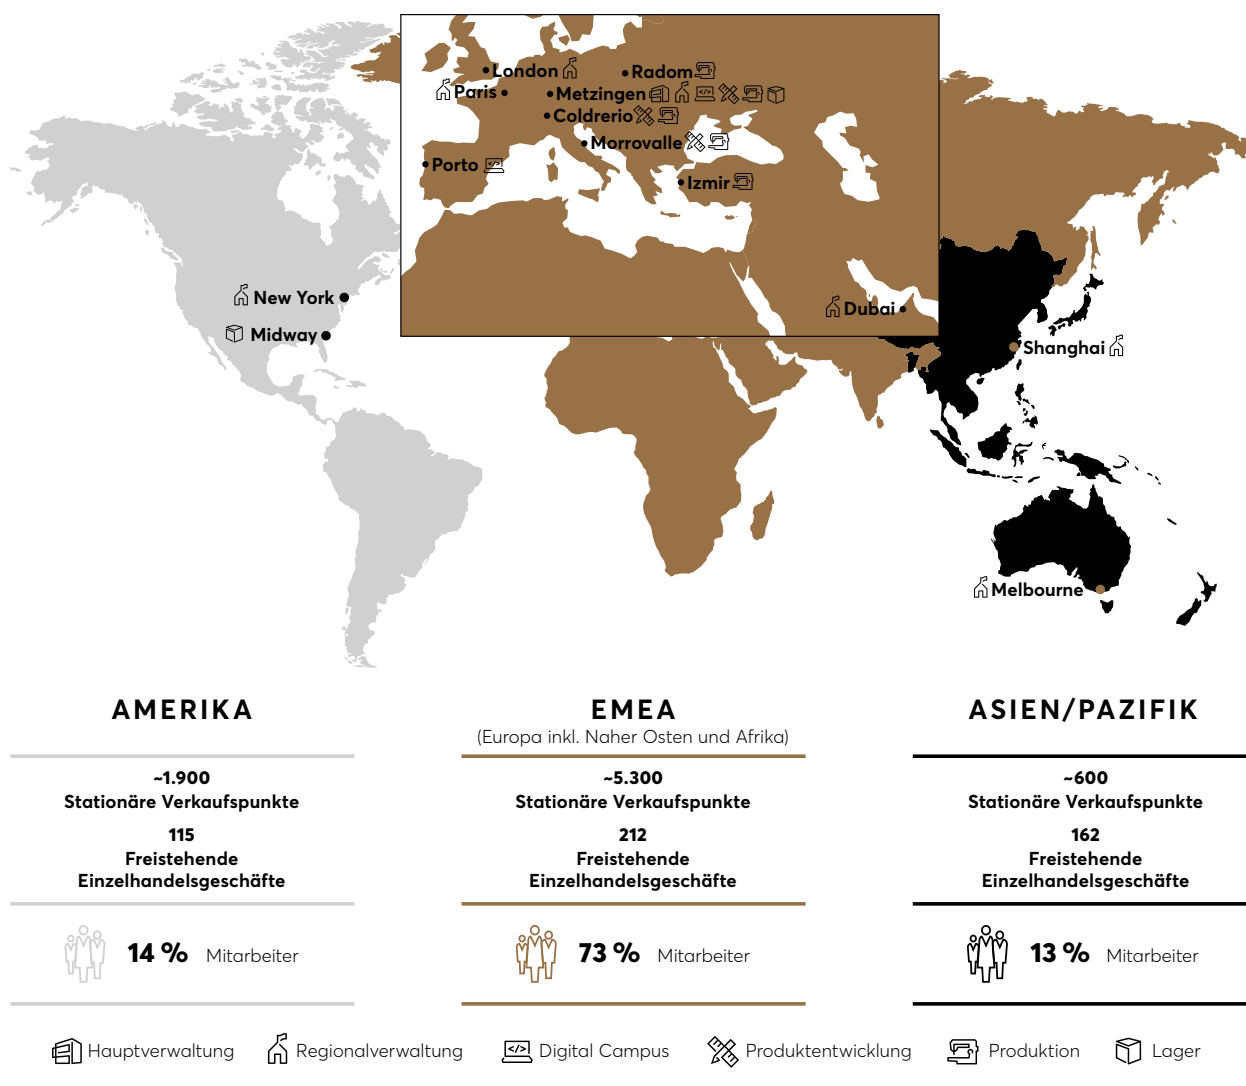 London
Radom
Paris
Metzingen
Coldrerio
Morrovalle
Porto
Izmir
New York
Dubai
Midway
Shanghai
Melbourne
AMERIKA
~1.900
Stationäre Verkaufspunkte
115
Freistehende
Einzelhandelsgeschäfte
14 % Mitarbeiter
EMEA
(Europa inkl. Naher Osten und Afrika)
~5.300
Stationäre Verkaufspunkte
212
Freistehende
Einzelhandelsgeschäfte
73 % Mitarbeiter
ASIEN/PAZIFIK
~600
Stationäre Verkaufspunkte
162
Freistehende
Einzelhandelsgeschäfte
13 % Mitarbeiter
Hauptverwaltung Regionalverwaltung </> Digital Campus Produktentwicklung Produktion Lager